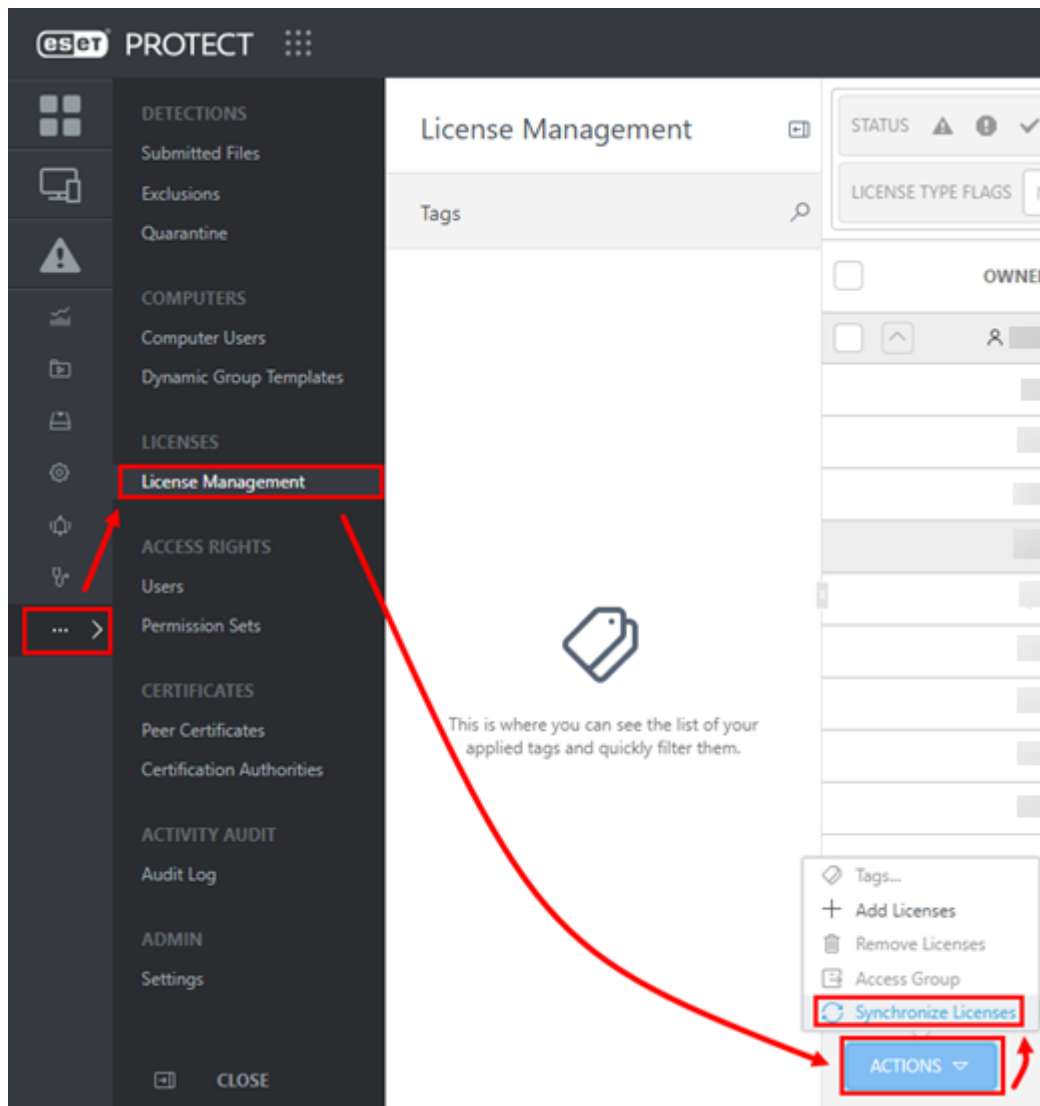 eset PROTECT
DETECTIONS
Submitted Files
Exclusions
Quarantine
COMPUTERS
Computer Users
Dynamic Group Templates
LICENSES
License Management
ACCESS RIGHTS
Users
Permission Sets
CERTIFICATES
Peer Certificates
Certification Authorities
ACTIVITY AUDIT
Audit Log
ADMIN
Settings
CLOSE
License Management
Tags
This is where you can see the list of your
applied tags and quickly filter them.
STATUS
LICENSE TYPE FLAGS
Tags...
Add Licenses
Remove Licenses
Access Group
Synchronize Licenses
ACTIONS